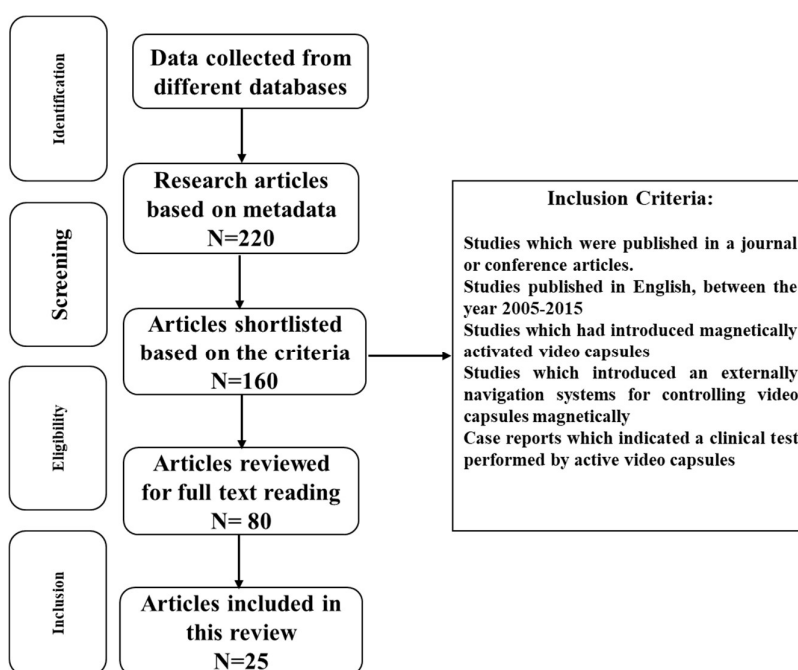 Identification
Data collected from
different databases
Research articles
based on metadata
N=220
Screening
Articles shortlisted
based on the criteria
N=160
Inclusion Criteria:
Studies which were published in a journal
or conference articles.
Studies published in English, between the
year 2005-2015
Studies which had introduced magnetically
activated video capsules
Studies which introduced an externally
navigation systems for controlling video
capsules magnetically
Case reports which indicated a clinical test
performed by active video capsules
Eligibility
Articles reviewed
for full text reading
N= 80
Inclusion
Articles included in
this review
N=25